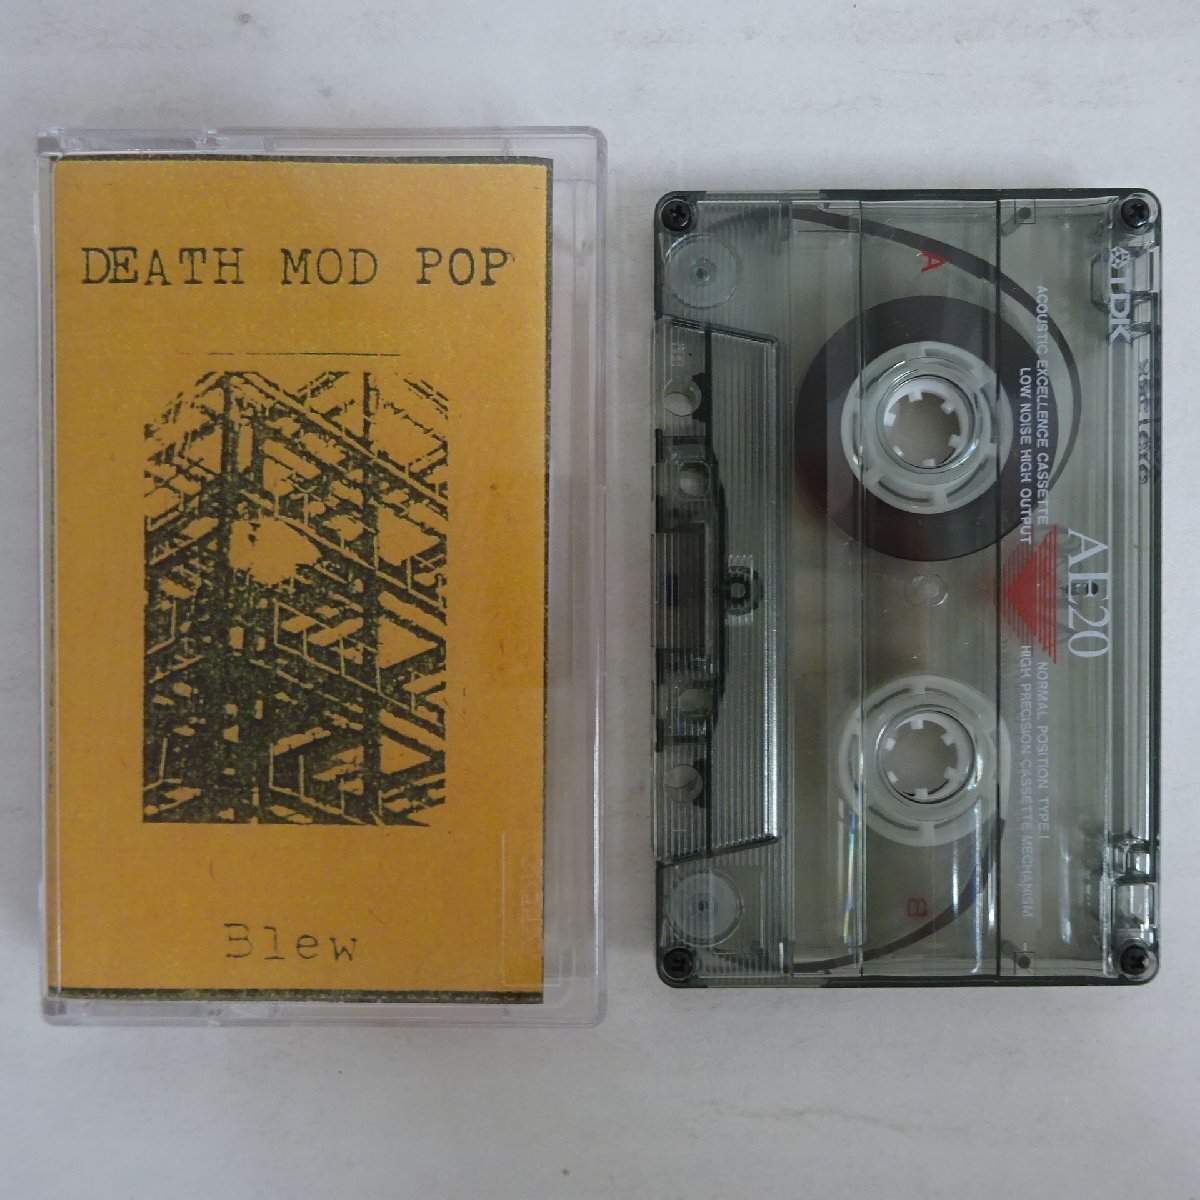 DEATH MOD POP
Blew
A
TDK
ACOUSTIC EXCELLENCE CASSETTE
LOW NOISE HIGH OUTPUT
AE20
NORMAL POSITION TYPE I
HIGH PRECISION CASSETTE MECHANISM
B